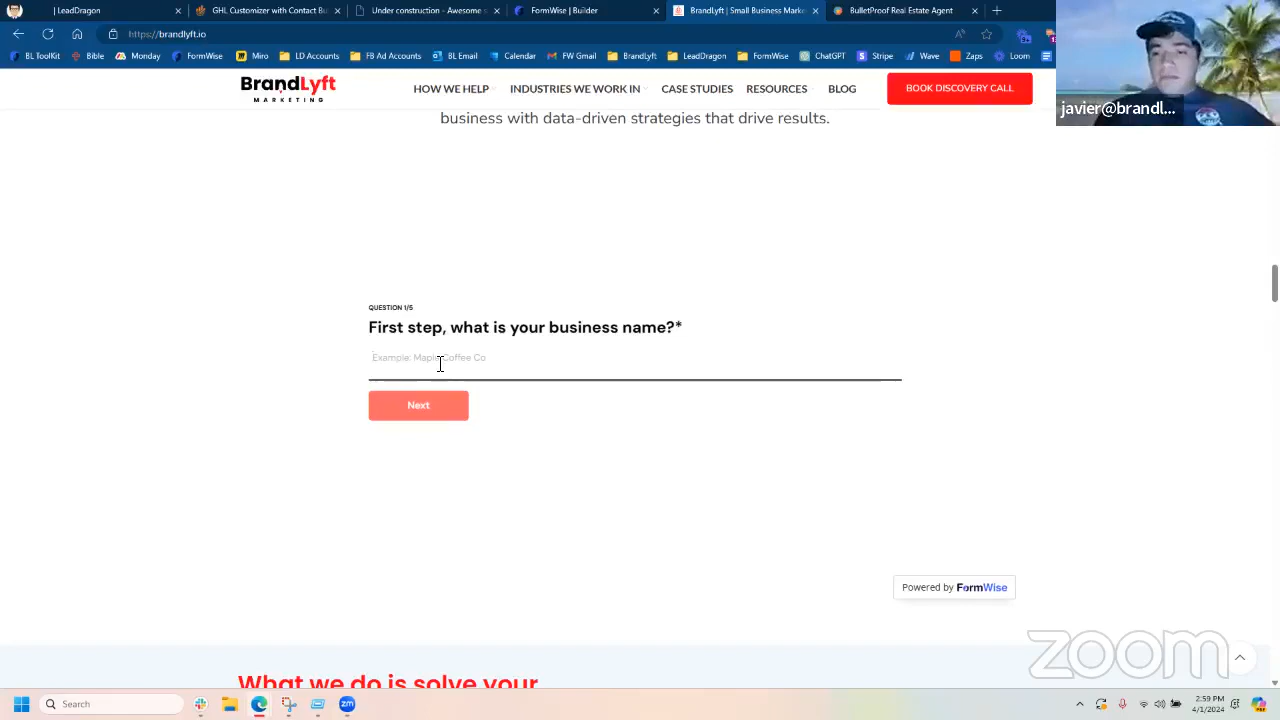 LeadDragon
GHL Customizer with Brandin Bu
Under construction - Awesome s
FormWise | Builder
BrandLyft | Small Business Marke
BulletProof Real Estate Agent
https://brandlyft.io
BL ToolKit
Bible
Monday
FormWise
Miro
LD Accounts
FB Ad Accounts
BL Email
Calendar
FW Gmail
BrandLyft
LeadDragon
FormWise
ChatGPT
Stripe
Wave
Zaps
Loom
BrandLyft
MARKETING
HOW WE HELP
INDUSTRIES WE WORK IN
CASE STUDIES
RESOURCES
BLOG
BOOK DISCOVERY CALL
javier@brandl...
business with data-driven strategies that drive results.
QUESTION 1/5
First step, what is your business name?*
Example: Maple Coffee Co
Next
Powered by FormWise
zoom
What we do is solve your
Search
2:59 PM
4/1/2024